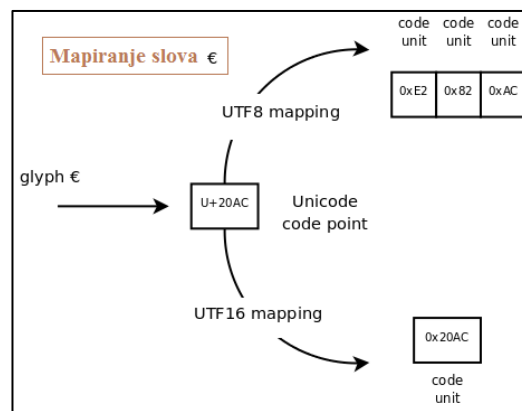 Mapiranje slova €
code code code
unit unit unit
0xE2 0x82 0xAC
UTF8 mapping
glyph €
U+20AC
Unicode
code point
UTF16 mapping
0x20AC
code
unit